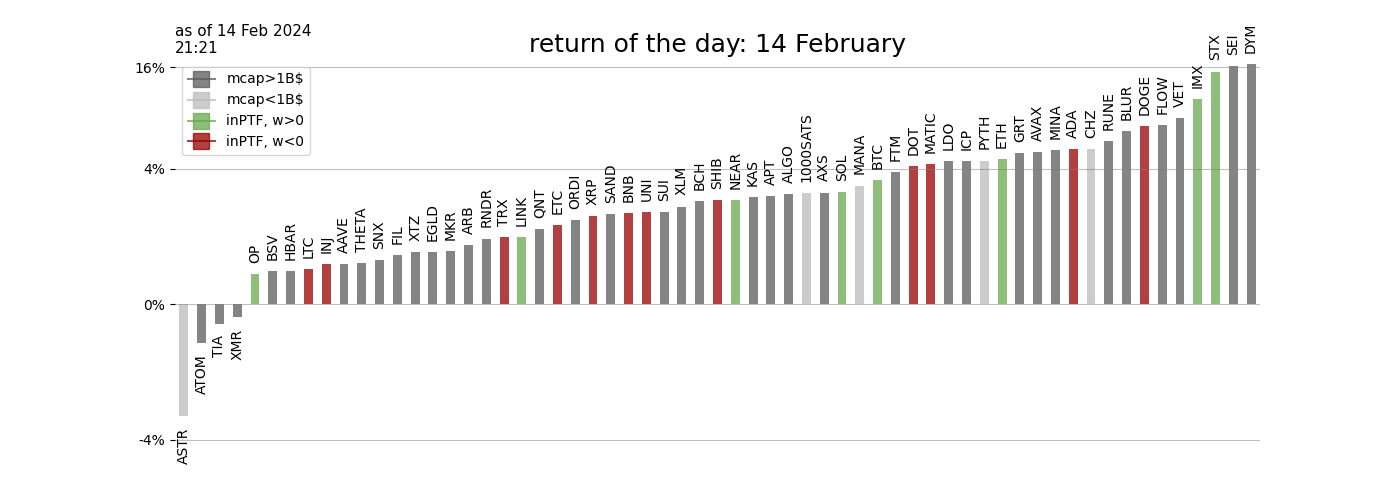 as of 14 Feb 2024
21:21
return of the day: 14 February
16%
4%
0%
-4%
mcap>1B$
mcap<1B$
inPTF, w>0
inPTF, w<0
ASTR
ATOM
TIA
XMR
OP
BSV
HBAR
LTC
INJ
AAVE
THETA
SNX
FIL
XTZ
EGLD
MKR
ARB
RNDR
TRX
LINK
QNT
ETC
ORDI
XRP
SAND
BNB
UNI
SUI
XLM
BCH
SHIB
NEAR
KAS
APT
ALGO
1000SATS
AXS
SOL
MANA
BTC
FTM
DOT
MATIC
LDO
ICP
PYTH
ETH
GRT
AVAX
MINA
ADA
CHZ
RUNE
BLUR
DOGE
FLOW
VET
IMX
STX
SEI
DYM